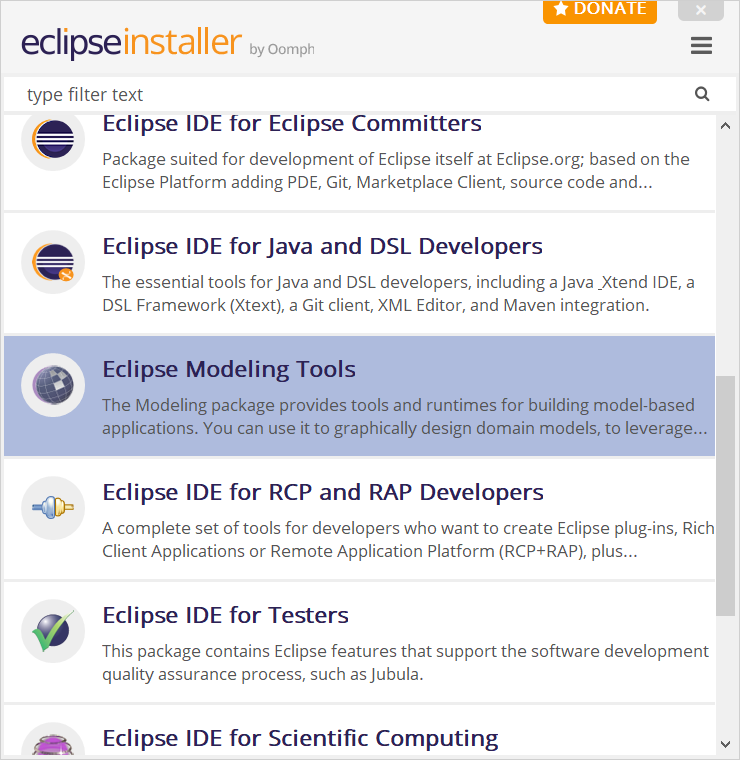 DONATE
eclipseinstaller by Oomph
type filter text
Eclipse IDE for Eclipse Committers
Package suited for development of Eclipse itself at Eclipse.org; based on the
Eclipse Platform adding PDE, Git, Marketplace Client, source code and...
Eclipse IDE for Java and DSL Developers
The essential tools for Java and DSL developers, including a Java _Xtend IDE, a
DSL Framework (Xtext), a Git client, XML Editor, and Maven integration.
Eclipse Modeling Tools
The Modeling package provides tools and runtimes for building model-based
applications. You can use it to graphically design domain models, to leverage...
Eclipse IDE for RCP and RAP Developers
A complete set of tools for developers who want to create Eclipse plug-ins, Rich
Client Applications or Remote Application Platform (RCP+RAP), plus...
Eclipse IDE for Testers
This package contains Eclipse features that support the software development
quality assurance process, such as Jubula.
Eclipse IDE for Scientific Computing